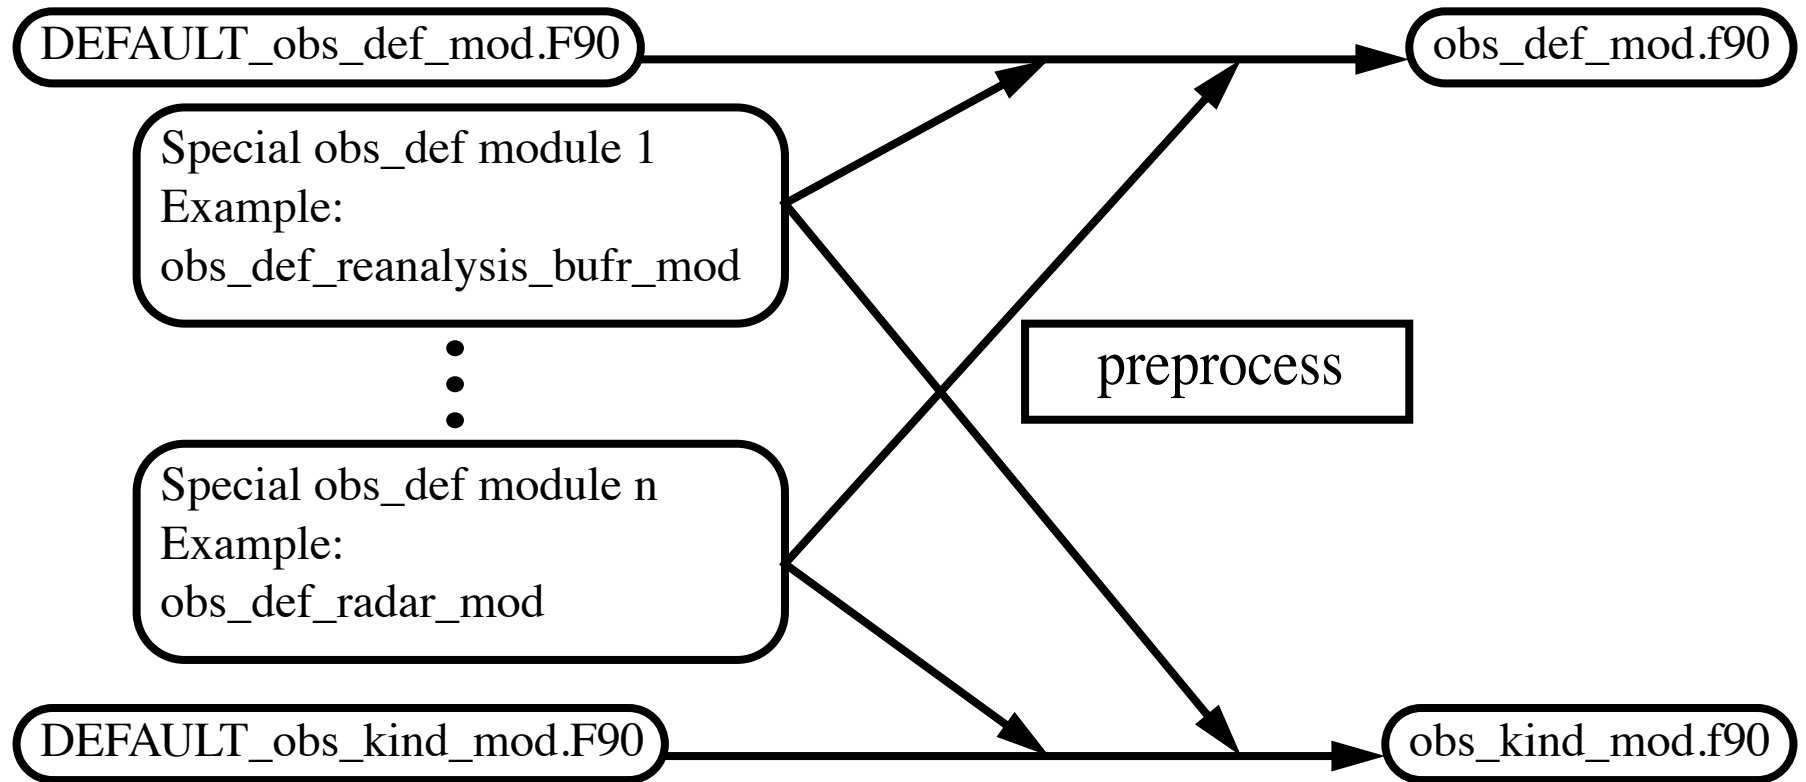 DEFAULT_obs_def_mod.F90
obs_def_mod.f90
Special obs_def module 1
Example:
obs_def_reanalysis_bufr_mod
preprocess
Special obs_def module n
Example:
obs_def_radar_mod
DEFAULT_obs_kind_mod.F90
obs_kind_mod.f90